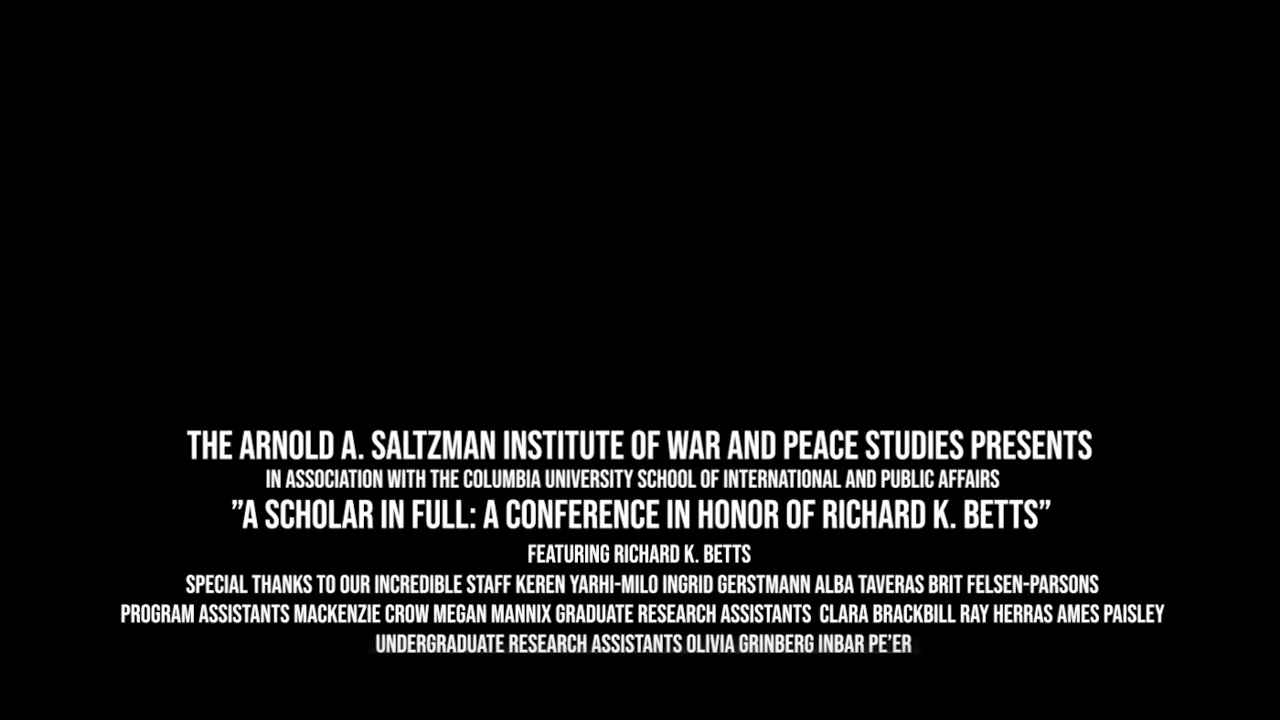 THE ARNOLD A. SALTZMAN INSTITUTE OF WAR AND PEACE STUDIES PRESENTS
IN ASSOCIATION WITH THE COLUMBIA UNIVERSITY SCHOOL OF INTERNATIONAL AND PUBLIC AFFAIRS
”A SCHOLAR IN FULL: A CONFERENCE IN HONOR OF RICHARD K. BETTS”
FEATURING RICHARD K. BETTS
SPECIAL THANKS TO OUR INCREDIBLE STAFF KEREN YARHI-MILO INGRID GERSTMANN ALBA TAVERAS BRIT FELSEN-PARSONS
PROGRAM ASSISTANTS MACKENZIE CROW MEGAN MANNIX GRADUATE RESEARCH ASSISTANTS  CLARA BRACKBILL RAY HERRAS AMES PAISLEY
UNDERGRADUATE RESEARCH ASSISTANTS OLIVIA GRINBERG INBAR PE’ER